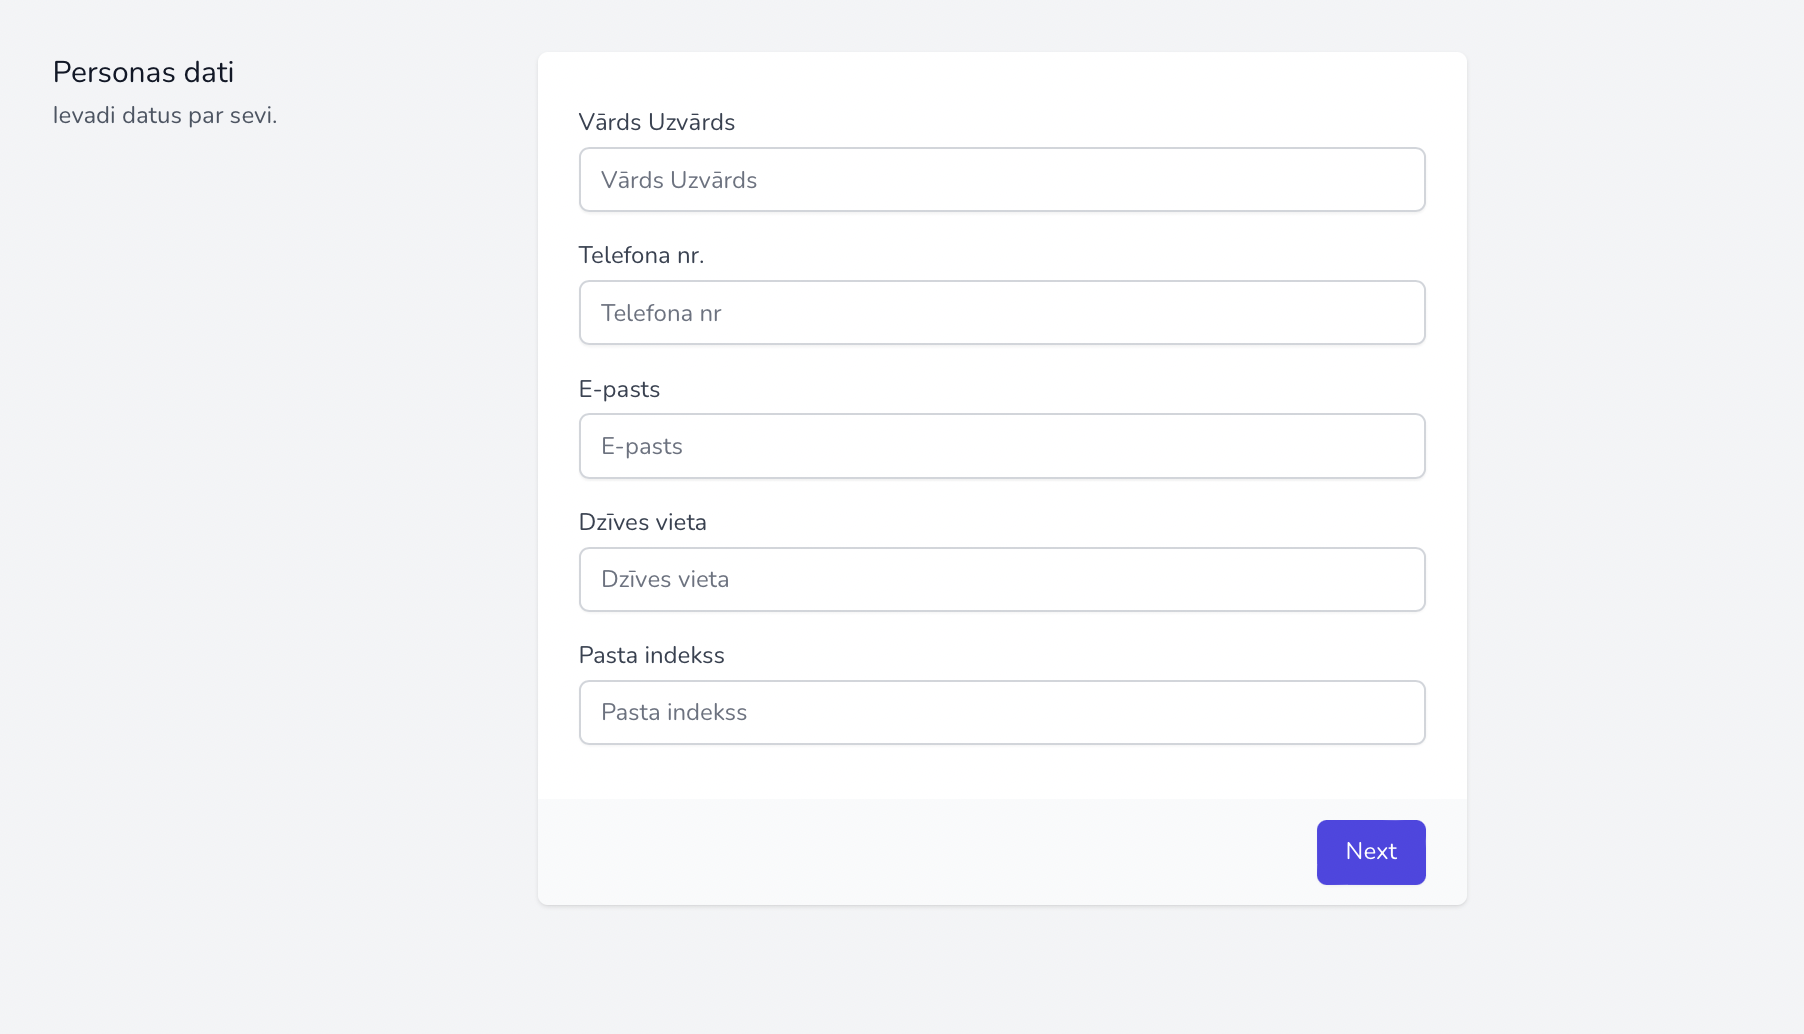 Personas dati
Ievadi datus par sevi.
Vārds Uzvārds
Vārds Uzvārds
Telefona nr.
Telefona nr
E-pasts
E-pasts
Dzīves vieta
Dzīves vieta
Pasta indekss
Pasta indekss
Next